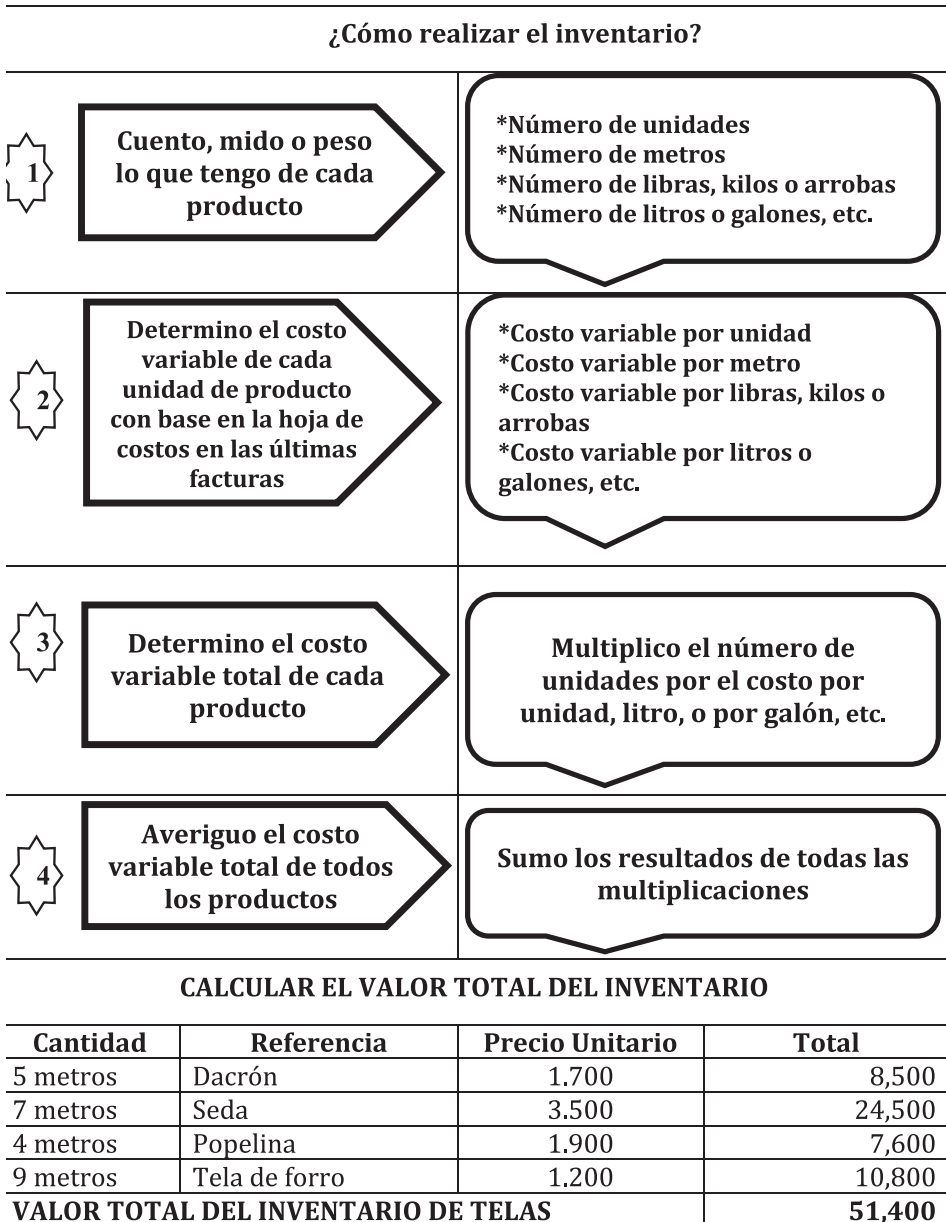 ¿Cómo realizar el inventario?
1
Cuento, mido o peso
lo que tengo de cada
producto
*Número de unidades
*Número de metros
*Número de libras, kilos o arrobas
*Número de litros o galones, etc.
2
Determino el costo
variable de cada
unidad de producto
con base en la hoja de
costos en las últimas
facturas
*Costo variable por unidad
*Costo variable por metro
*Costo variable por libras, kilos o
arrobas
*Costo variable por litros o
galones, etc.
3
Determino el costo
variable total de cada
producto
Multiplico el número de
unidades por el costo por
unidad, litro, o por galón, etc.
4
Averiguo el costo
variable total de todos
los productos
Sumo los resultados de todas las
multiplicaciones
CALCULAR EL VALOR TOTAL DEL INVENTARIO
Cantidad Referencia Precio Unitario Total
5 metros Dacrón 1.700 8,500
7 metros Seda 3.500 24,500
4 metros Popelina 1.900 7,600
9 metros Tela de forro 1.200 10,800
VALOR TOTAL DEL INVENTARIO DE TELAS 51,400